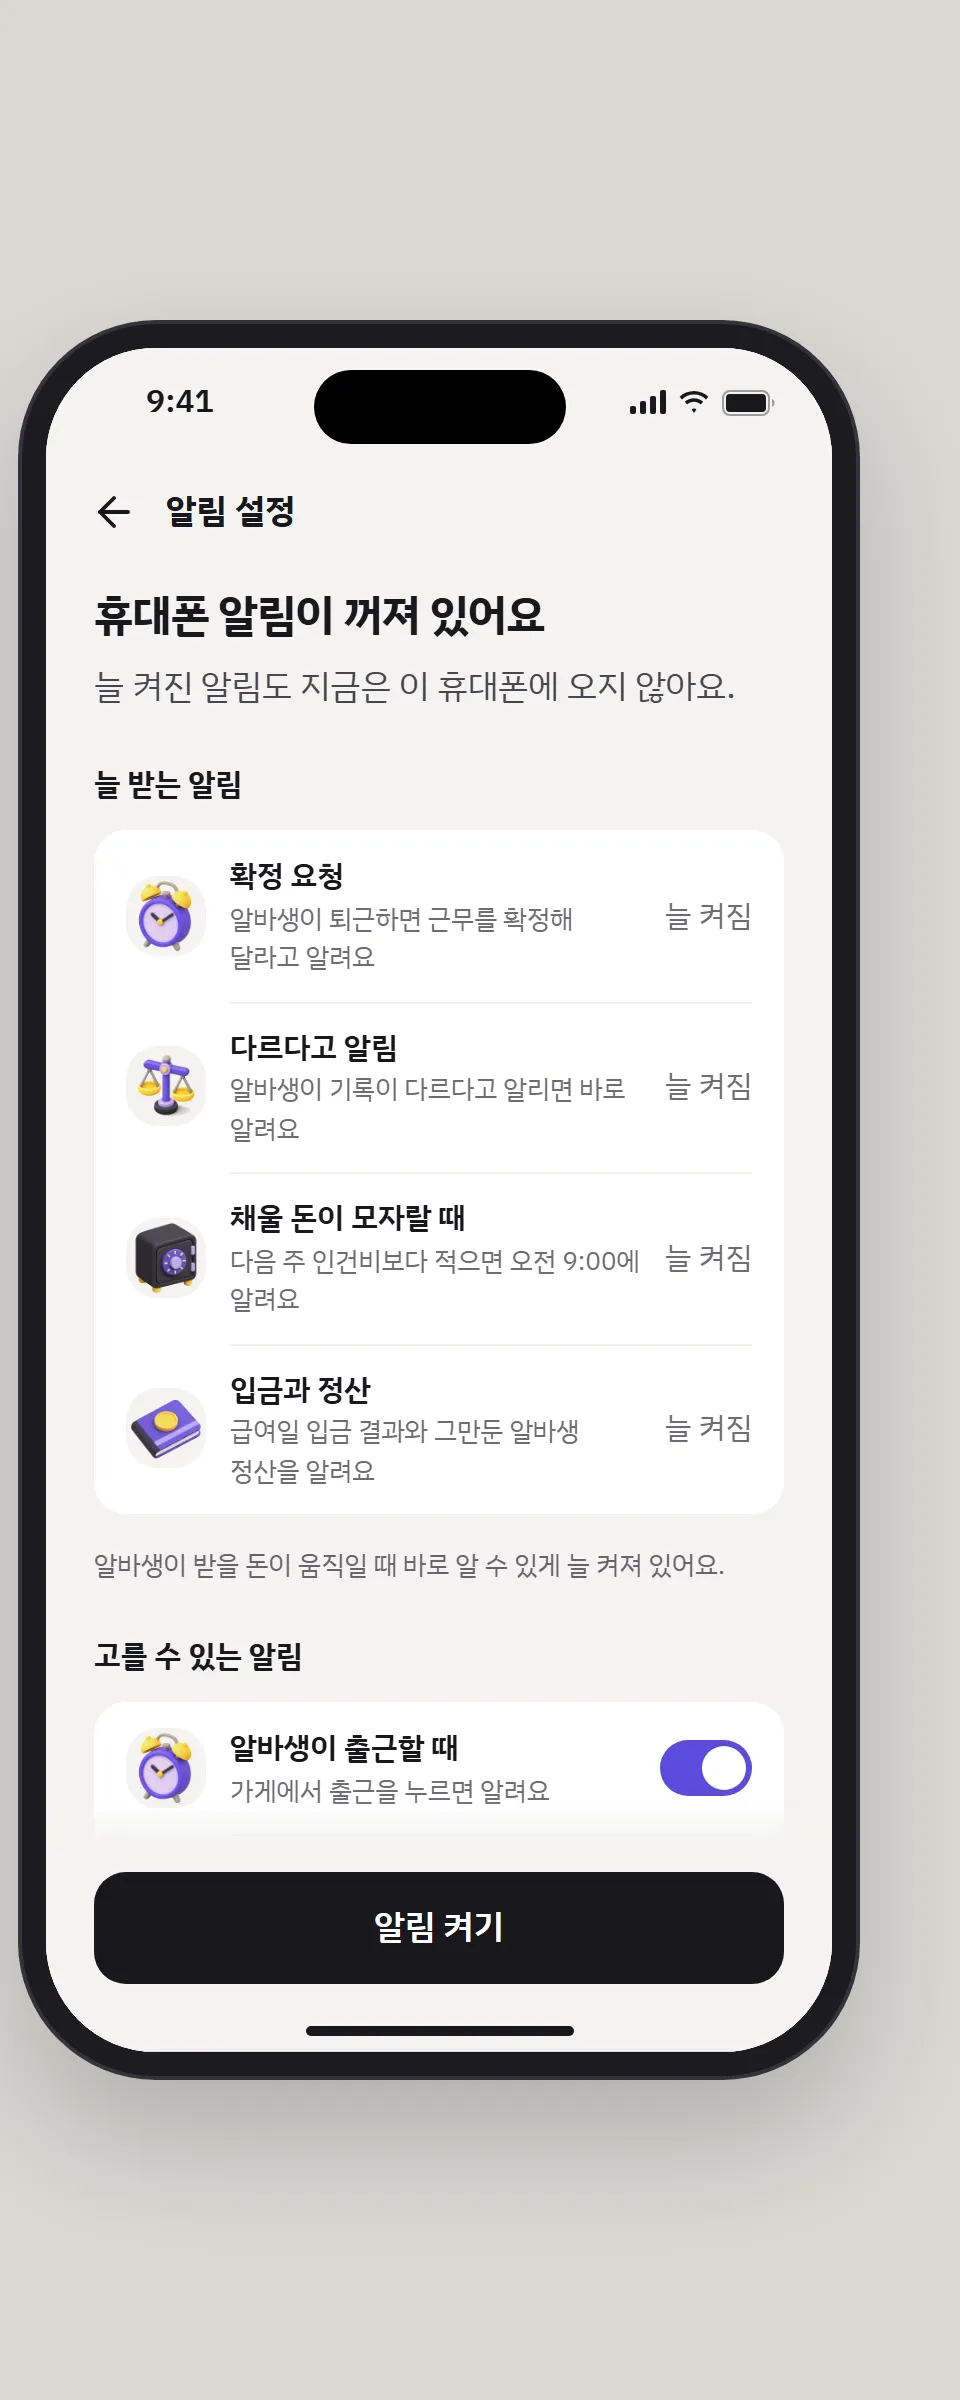 9:41
알림 설정
휴대폰 알림이 꺼져 있어요
늘 켜진 알림도 지금은 이 휴대폰에 오지 않아요.
늘 받는 알림
확정 요청
알바생이 퇴근하면 근무를 확정해
달라고 알려요
늘 켜짐
다르다고 알림
알바생이 기록이 다르다고 알리면 바로
알려요
늘 켜짐
채울 돈이 모자랄 때
다음 주 인건비보다 적으면 오전 9:00에
알려요
늘 켜짐
입금과 정산
급여일 입금 결과와 그만둔 알바생
정산을 알려요
늘 켜짐
알바생이 받을 돈이 움직일 때 바로 알 수 있게 늘 켜져 있어요.
고를 수 있는 알림
알바생이 출근할 때
가게에서 출근을 누르면 알려요
알림 켜기